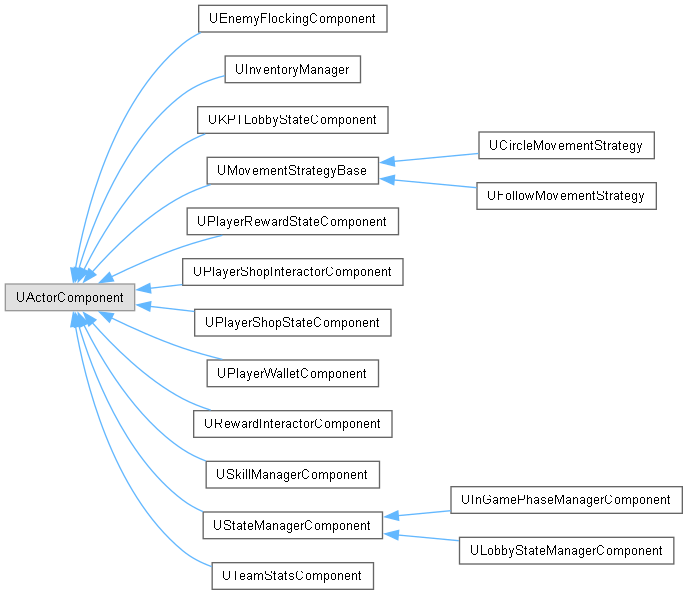 UEnemyFlockingComponent
UInventoryManager
UKPTLobbyStateComponent
UCircleMovementStrategy
UMovementStrategyBase
UFollowMovementStrategy
UPlayerRewardStateComponent
UPlayerShopInteractorComponent
UActorComponent
UPlayerShopStateComponent
UPlayerWalletComponent
URewardInteractorComponent
USkillManagerComponent
UInGamePhaseManagerComponent
UStateManagerComponent
ULobbyStateManagerComponent
UTeamStatsComponent